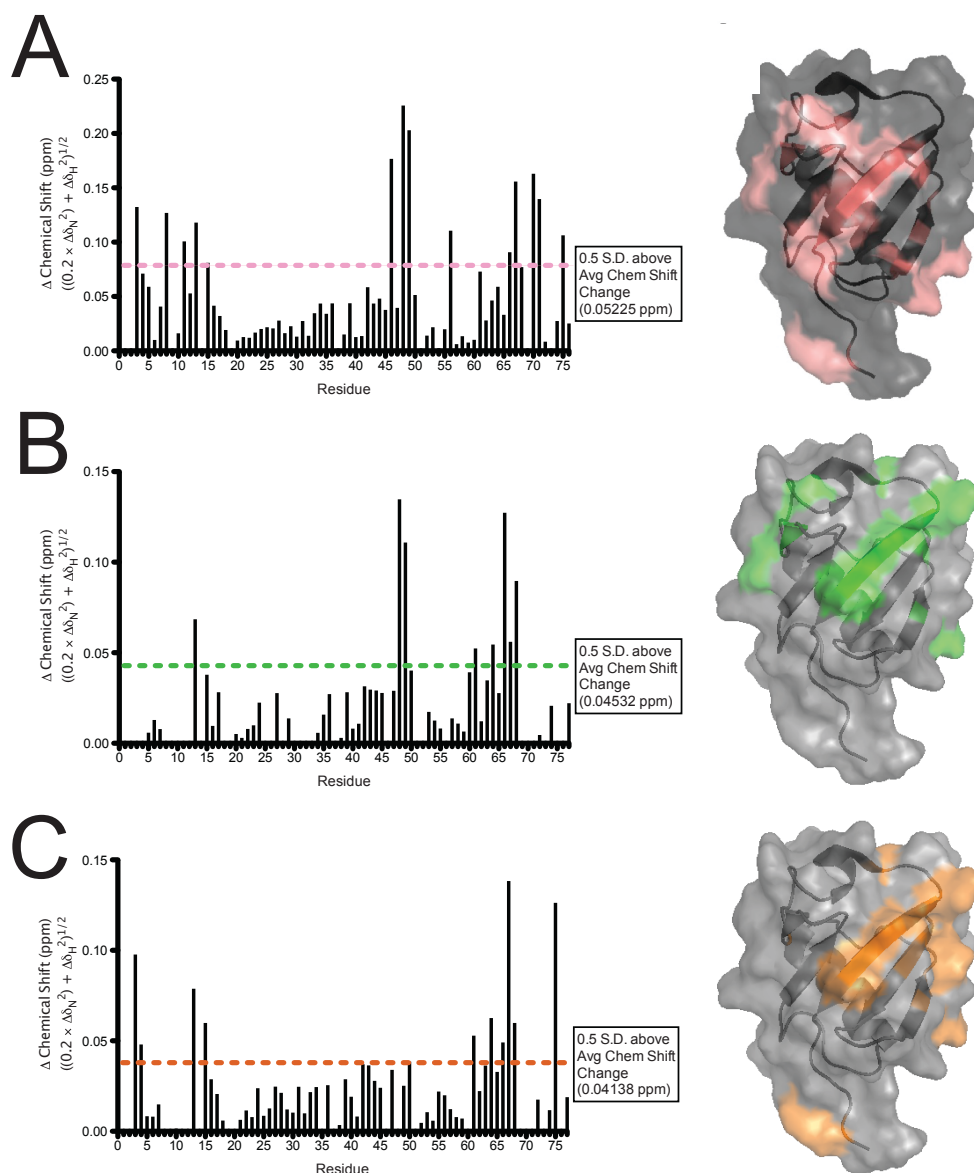 A
0.25
0.20
0.15
0.10
0.05
0.00
Δ Chemical Shift (ppm)
((0.2 × Δδ_N²) + Δδ_H²)^1/2
0 5 10 15 20 25 30 35 40 45 50 55 60 65 70 75
Residue
0.5 S.D. above
Avg Chem Shift
Change
(0.05225 ppm)
B
0.15
0.10
0.05
0.00
Δ Chemical Shift (ppm)
((0.2 × Δδ_N²) + Δδ_H²)^1/2
0 5 10 15 20 25 30 35 40 45 50 55 60 65 70 75
Residue
0.5 S.D. above
Avg Chem Shift
Change
(0.04532 ppm)
C
0.15
0.10
0.05
0.00
Δ Chemical Shift (ppm)
((0.2 × Δδ_N²) + Δδ_H²)^1/2
0 5 10 15 20 25 30 35 40 45 50 55 60 65 70 75
Residue
0.5 S.D. above
Avg Chem Shift
Change
(0.04138 ppm)